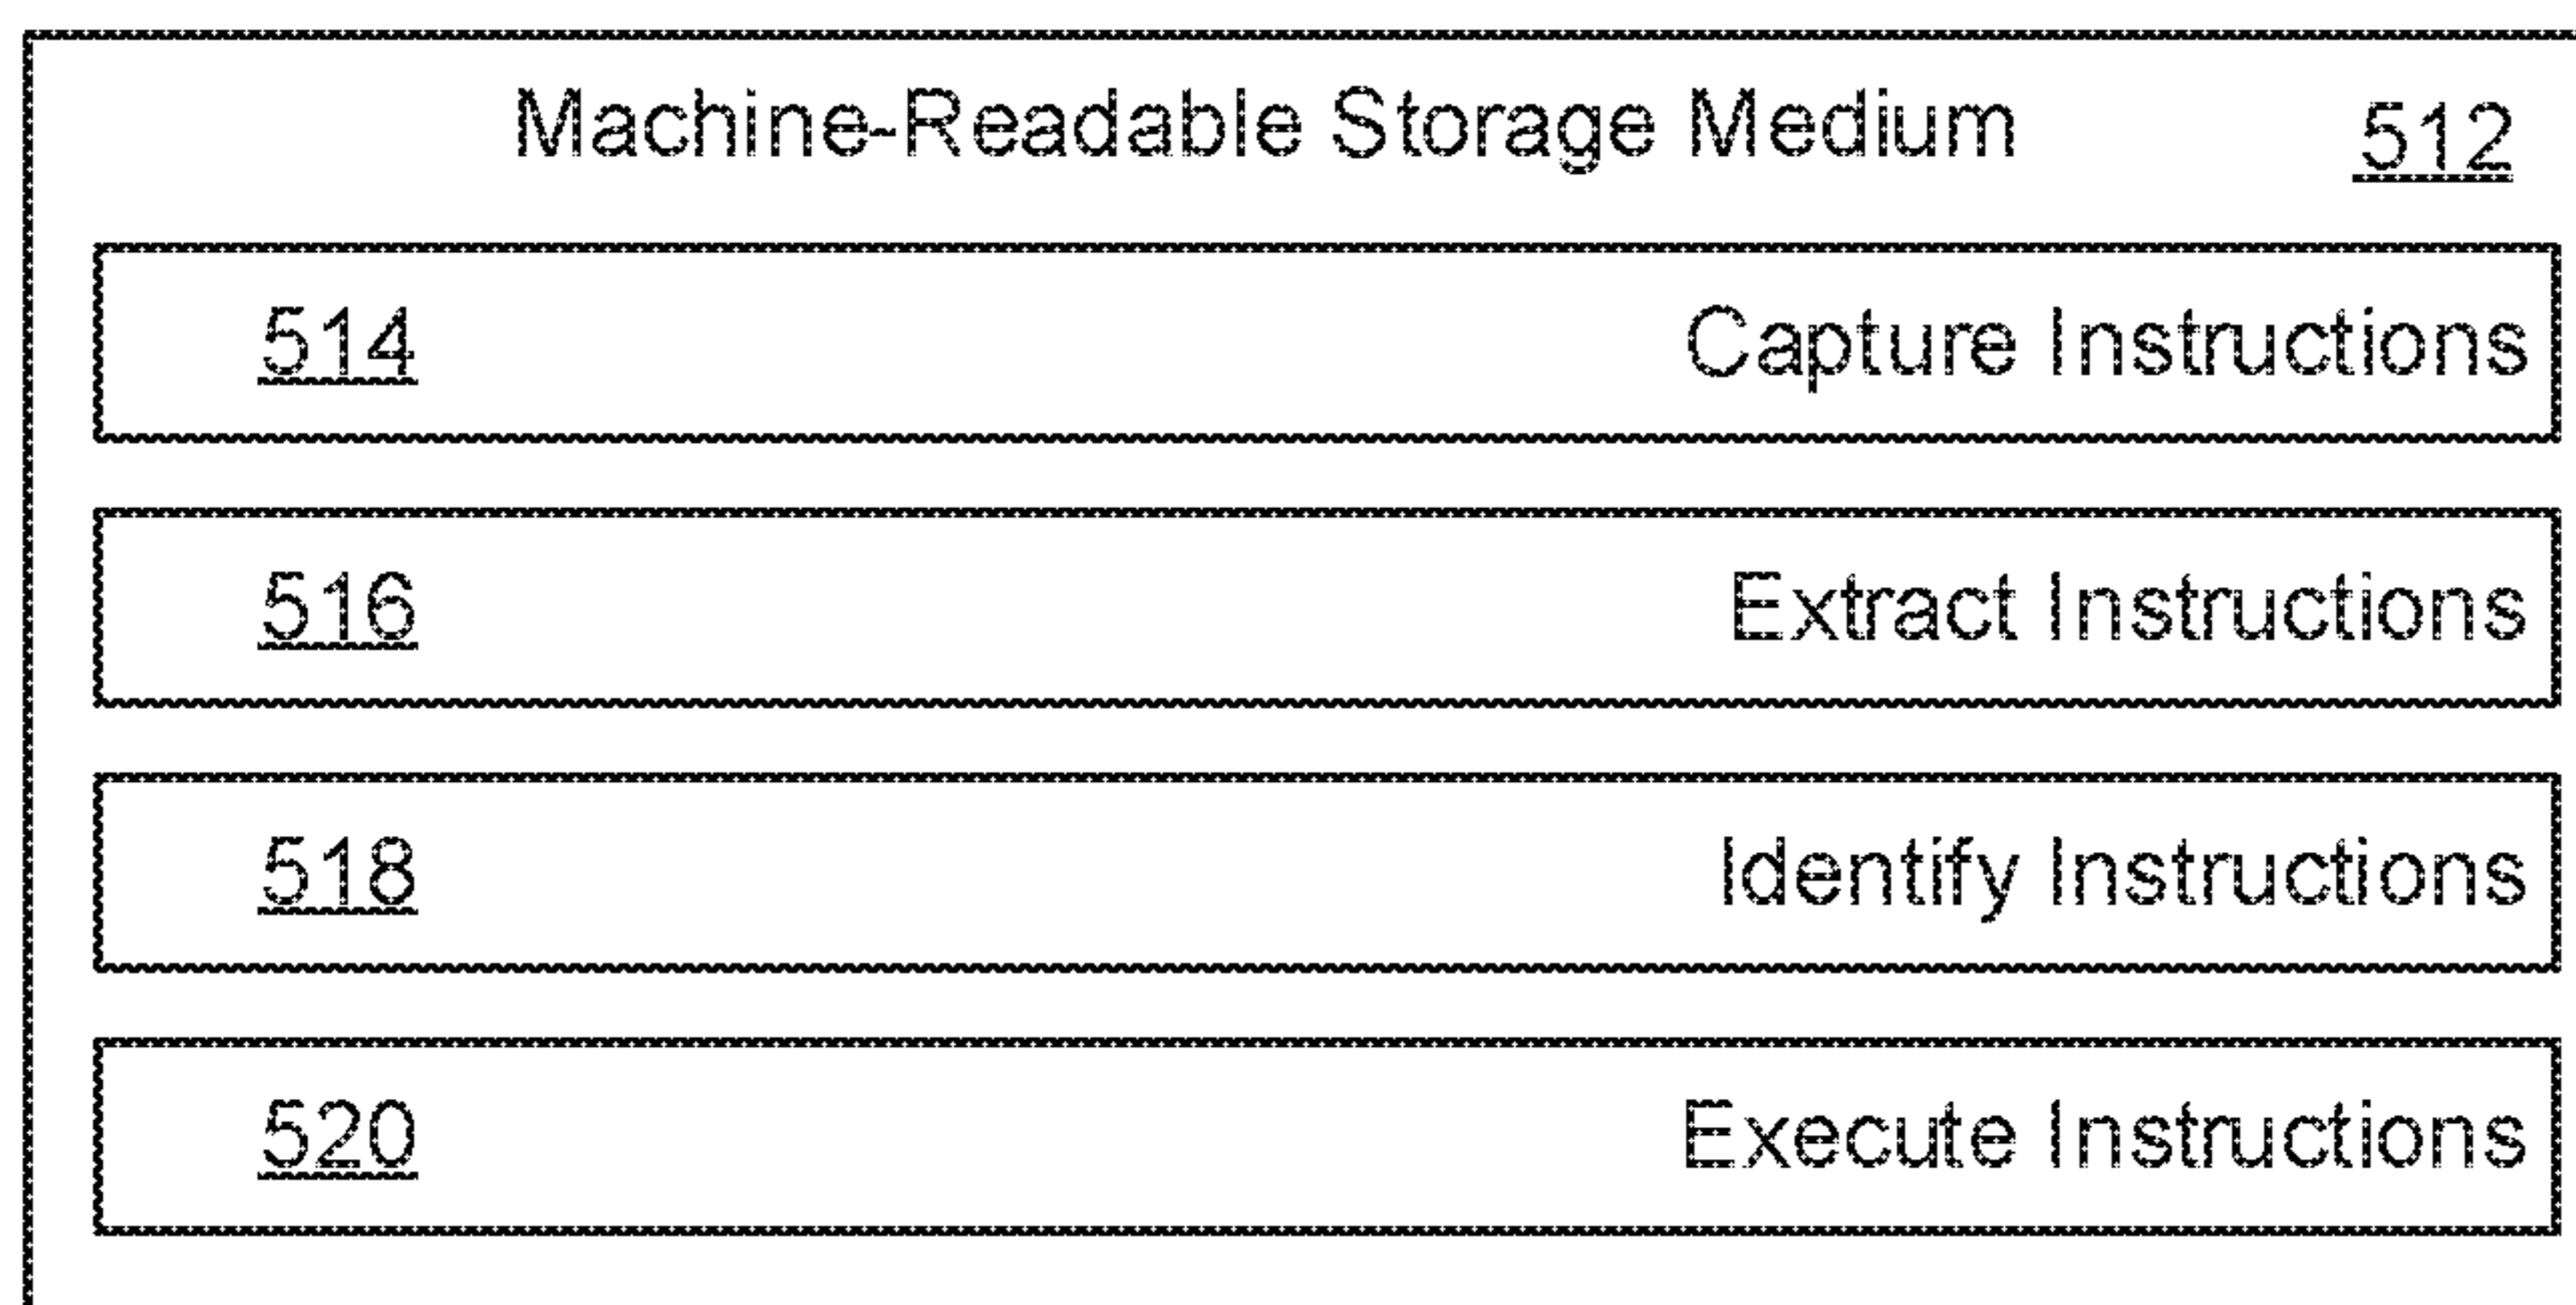 Machine-Readable Storage Medium 512
514 Capture Instructions
516 Extract Instructions
518 Identify Instructions
520 Execute Instructions